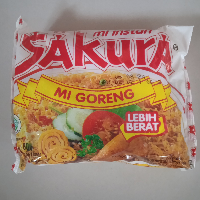 mi instan
SAKURA®
MI GORENG
LEBIH
BERAT